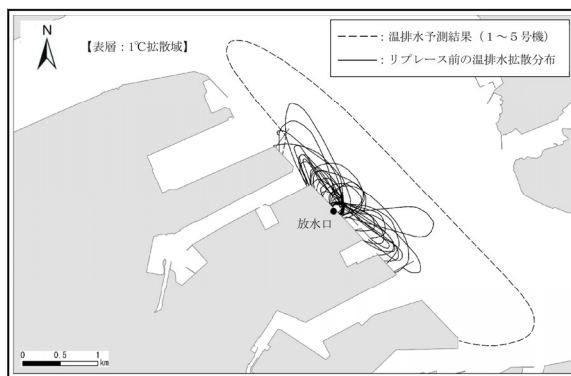 N
【表層：1℃拡散域】
-----：温排水予測結果（1～5号機）
―――：リプレース前の温排水拡散分布
放水口
0 0.5 1
km